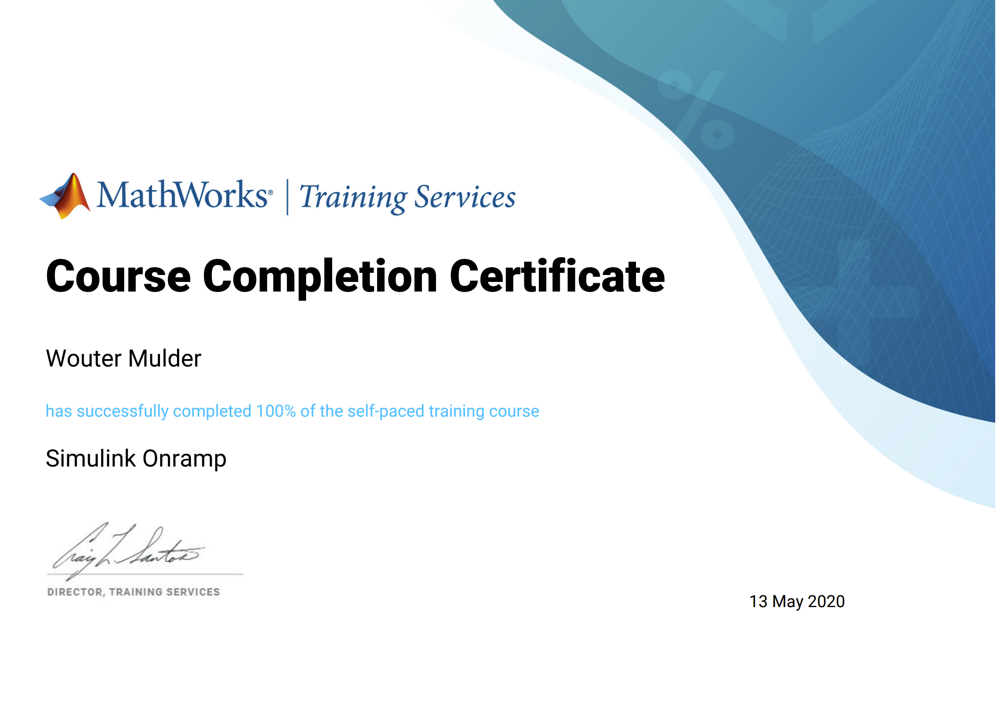 MathWorks® | Training Services
Course Completion Certificate
Wouter Mulder
has successfully completed 100% of the self-paced training course
Simulink Onramp
Craig L. Santos
DIRECTOR, TRAINING SERVICES
13 May 2020